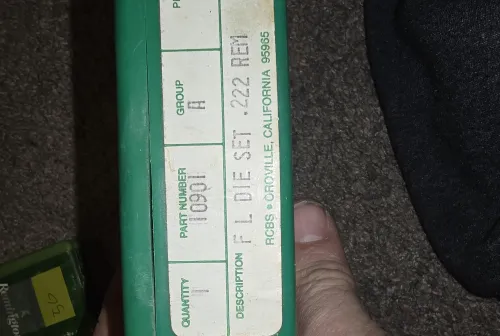 QUANTITY PART NUMBER GROUP
1 10901 A
DESCRIPTION F L DIE SET .222 REM
RCBS • OROVILLE, CALIFORNIA 95965
Remington